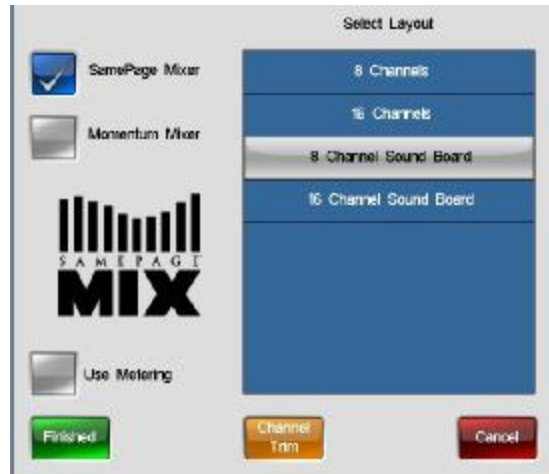 Select Layout
SamePage Mixer
8 Channels
16 Channels
Momentum Mixer
8 Channel Sound Board
16 Channel Sound Board
SAMEPAGE
MIX
Use Metering
Finished
Channel
Trim
Cancel